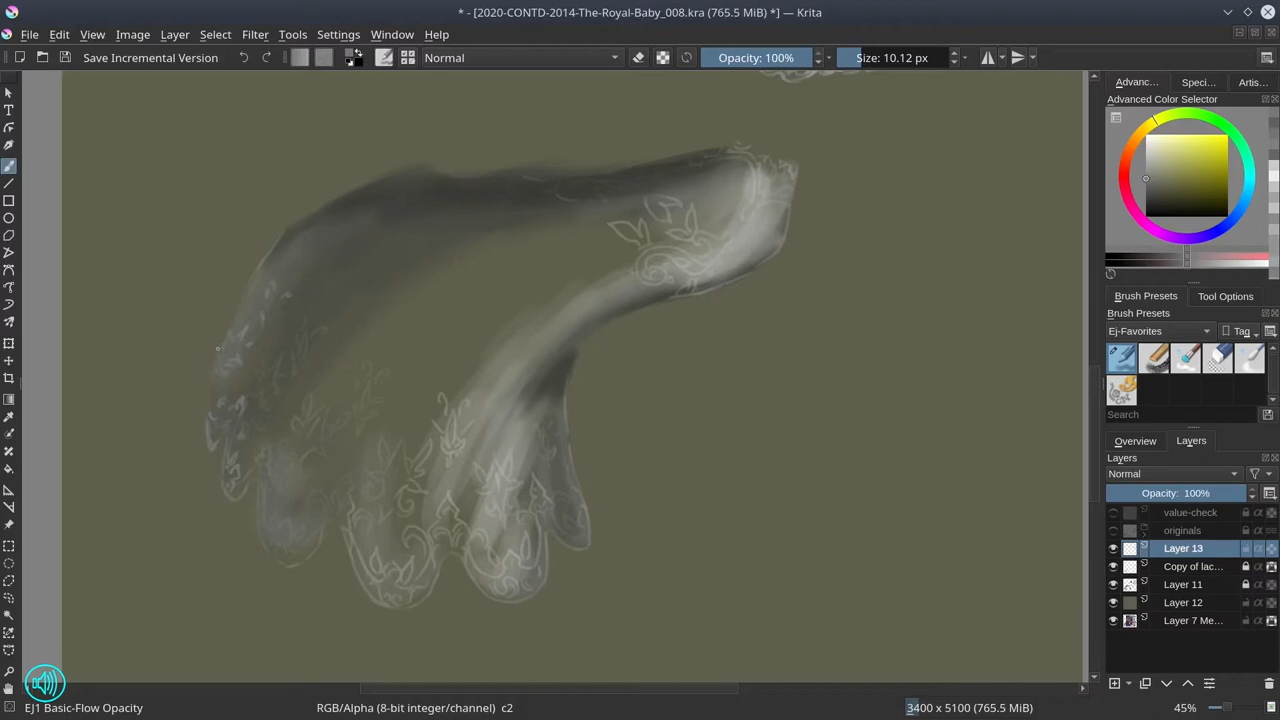 * - [2020-CONTD-2014-The-Royal-Baby_008.kra (765.5 MiB) *] — Krita
File Edit View Image Layer Select Filter Tools Settings Window Help
Save Incremental Version Normal Opacity: 100% Size: 10.12 px
Advanc... Speci... Artis...
Advanced Color Selector
Brush Presets Tool Options
Brush Presets
Ej-Favorites Tag
Search
Overview Layers
Layers
Normal
Opacity: 100%
value-check
originals
Layer 13
Copy of lac...
Layer 11
Layer 12
Layer 7 Me...
EJ1 Basic-Flow Opacity RGB/Alpha (8-bit integer/channel) c2 3400 x 5100 (765.5 MiB) 45%